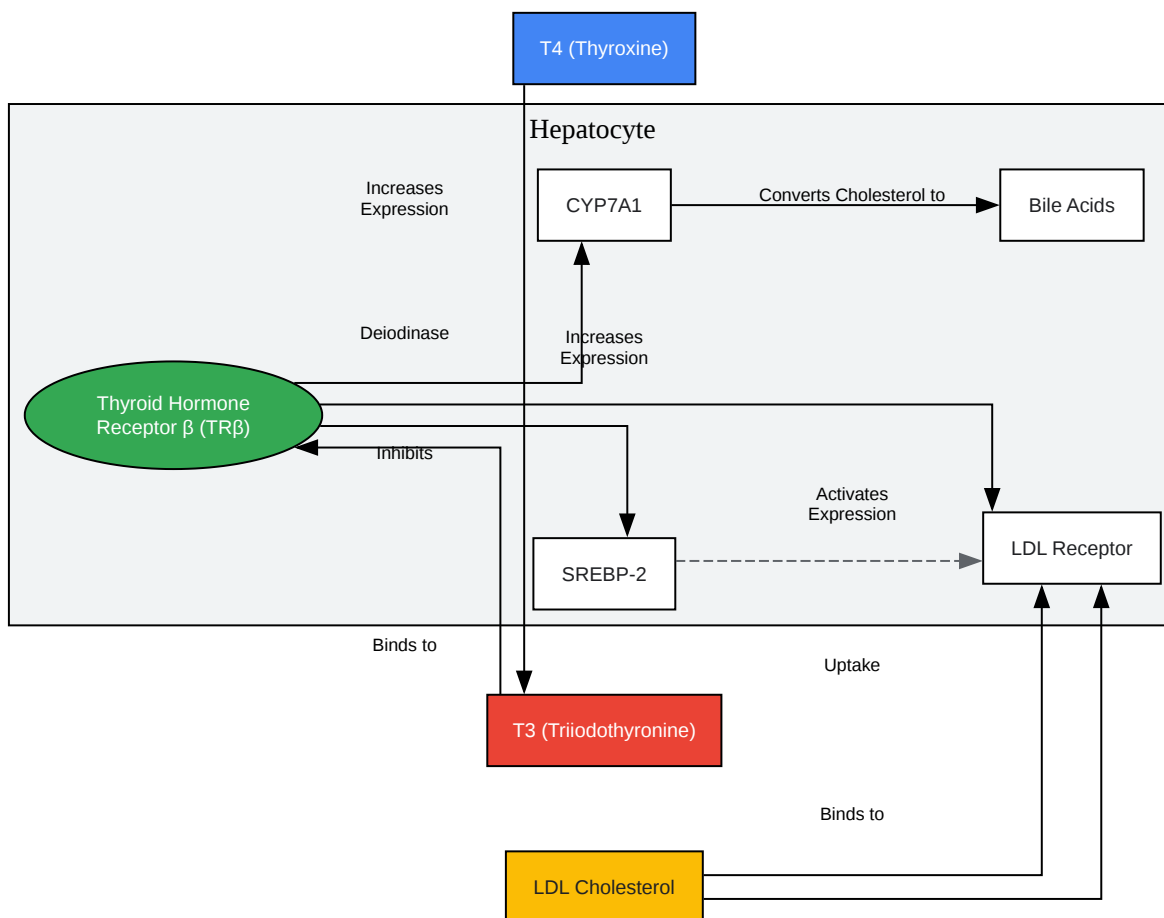 T4 (Thyroxine)
Hepatocyte
Increases
Expression
CYP7A1
Converts Cholesterol to
Bile Acids
Deiodinase
Increases
Expression
Thyroid Hormone
Receptor β (TRβ)
Inhibits
Activates
Expression
LDL Receptor
SREBP-2
Binds to
Uptake
T3 (Triiodothyronine)
Binds to
LDL Cholesterol